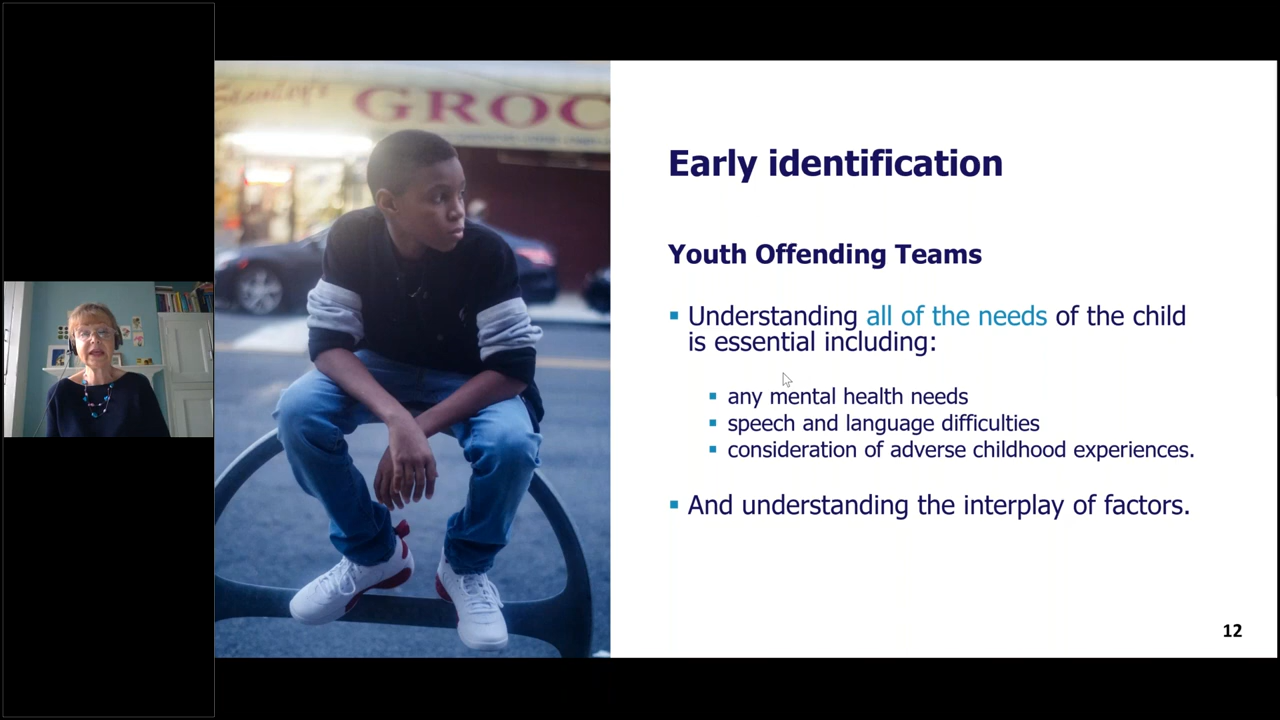 GROC
Early identification
Youth Offending Teams
Understanding all of the needs of the child
is essential including:
any mental health needs
speech and language difficulties
consideration of adverse childhood experiences.
And understanding the interplay of factors.
12